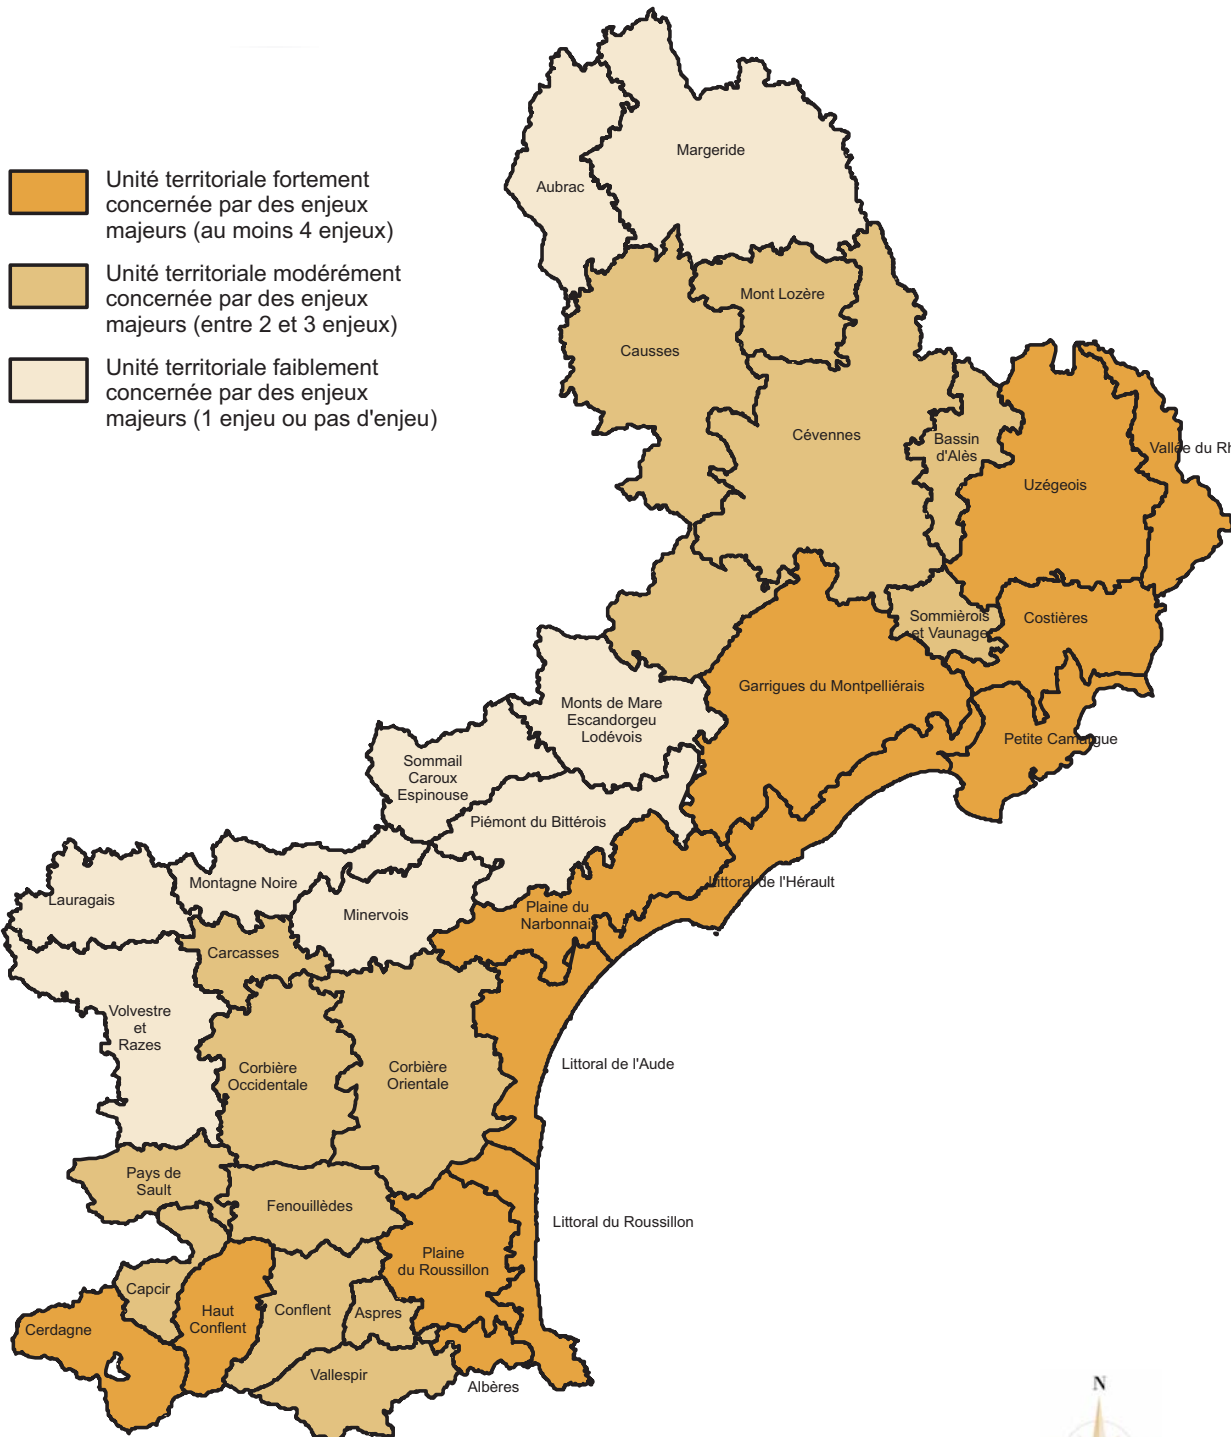 Unité territoriale fortement
concernée par des enjeux
majeurs (au moins 4 enjeux)
Unité territoriale modérément
concernée par des enjeux
majeurs (entre 2 et 3 enjeux)
Unité territoriale faiblement
concernée par des enjeux
majeurs (1 enjeu ou pas d'enjeu)
Margeride
Aubrac
Mont Lozère
Causses
Cévennes
Bassin
d'Alès
Vallée du Rh
Uzégeois
Sommièrois
et Vaunage
Costières
Garrigues du Montpelliérais
Monts de Mare
Escandorgeu
Lodévois
Petite Camargue
Sommail
Caroux
Espinouse
Piémont du Bittérois
Littoral de l'Hérault
Montagne Noire
Lauragais
Minervois
Plaine du
Narbonnais
Carcasses
Volvestre
et
Razes
Corbière
Occidentale
Corbière
Orientale
Littoral de l'Aude
Pays de
Sault
Fenouillèdes
Littoral du Roussillon
Plaine
du Roussillon
Capcir
Haut
Conflent
Conflent
Aspres
Cerdagne
Vallespir
Albères
N